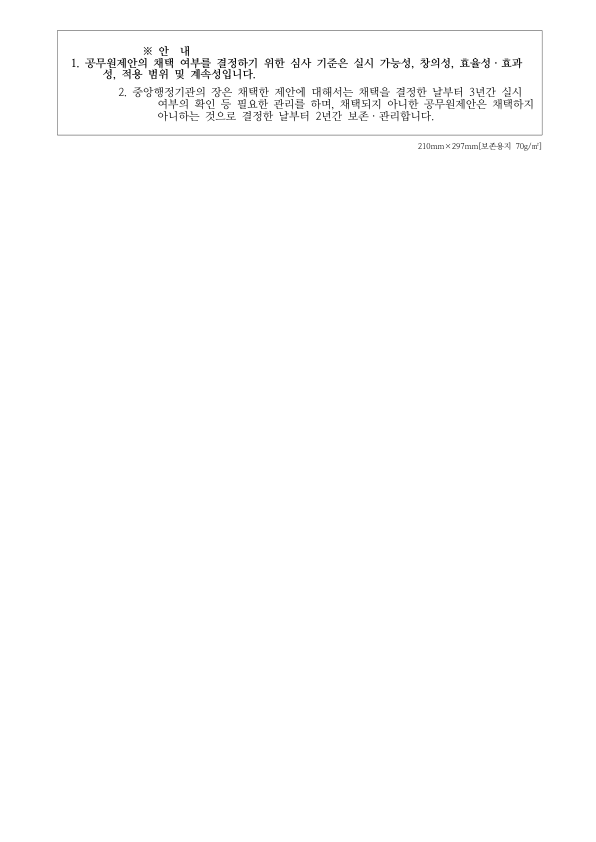 ※ 안 내
1. 공무원제안의 채택 여부를 결정하기 위한 심사 기준은 실시 가능성, 창의성, 효율성ㆍ효과
성, 적용 범위 및 계속성입니다.
2. 중앙행정기관의 장은 채택한 제안에 대해서는 채택을 결정한 날부터 3년간 실시
여부의 확인 등 필요한 관리를 하며, 채택되지 아니한 공무원제안은 채택하지
아니하는 것으로 결정한 날부터 2년간 보존ㆍ관리합니다.
210mm×297mm[보존용지 70g/㎡]